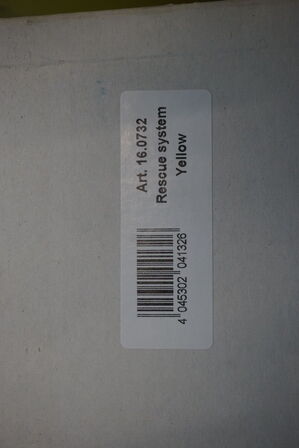 Art. 16.0732
Rescue system
Yellow
4 045302 041326